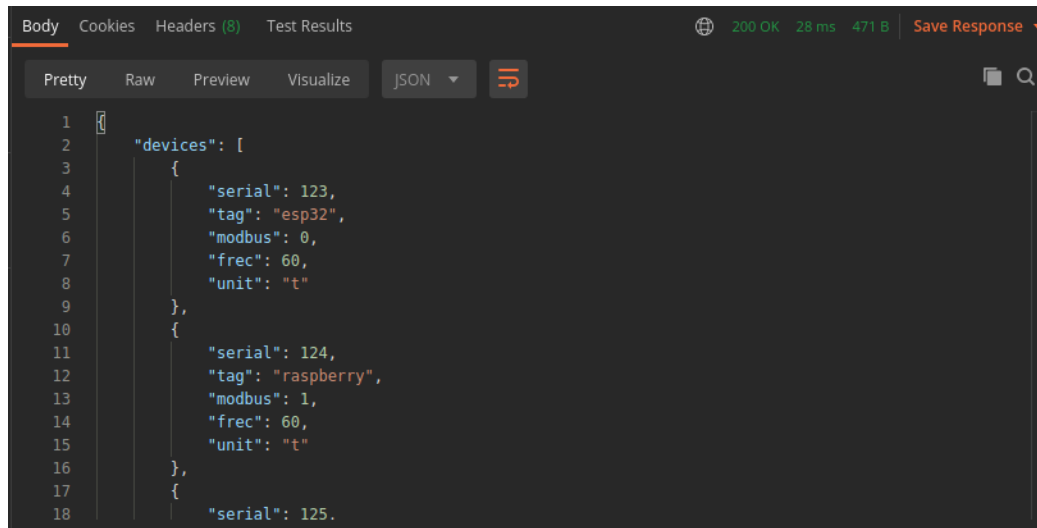 Body Cookies Headers (8) Test Results 200 OK 28 ms 471 B Save Response
Pretty Raw Preview Visualize JSON
1 {
2 "devices": [
3 {
4 "serial": 123,
5 "tag": "esp32",
6 "modbus": 0,
7 "frec": 60,
8 "unit": "t"
9 },
10 {
11 "serial": 124,
12 "tag": "raspberry",
13 "modbus": 1,
14 "frec": 60,
15 "unit": "t"
16 },
17 {
18 "serial": 125.